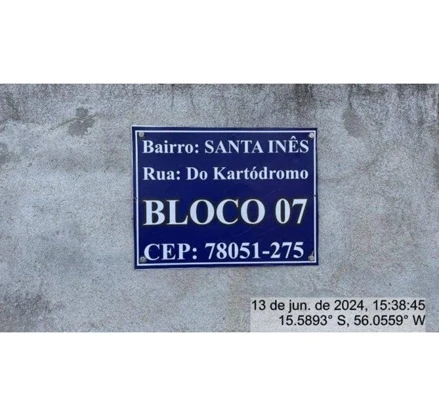 Bairro: SANTA INÊS
Rua: Do Kartódromo
BLOCO 07
CEP: 78051-275
13 de jun. de 2024, 15:38:45
15.5893° S, 56.0559° W